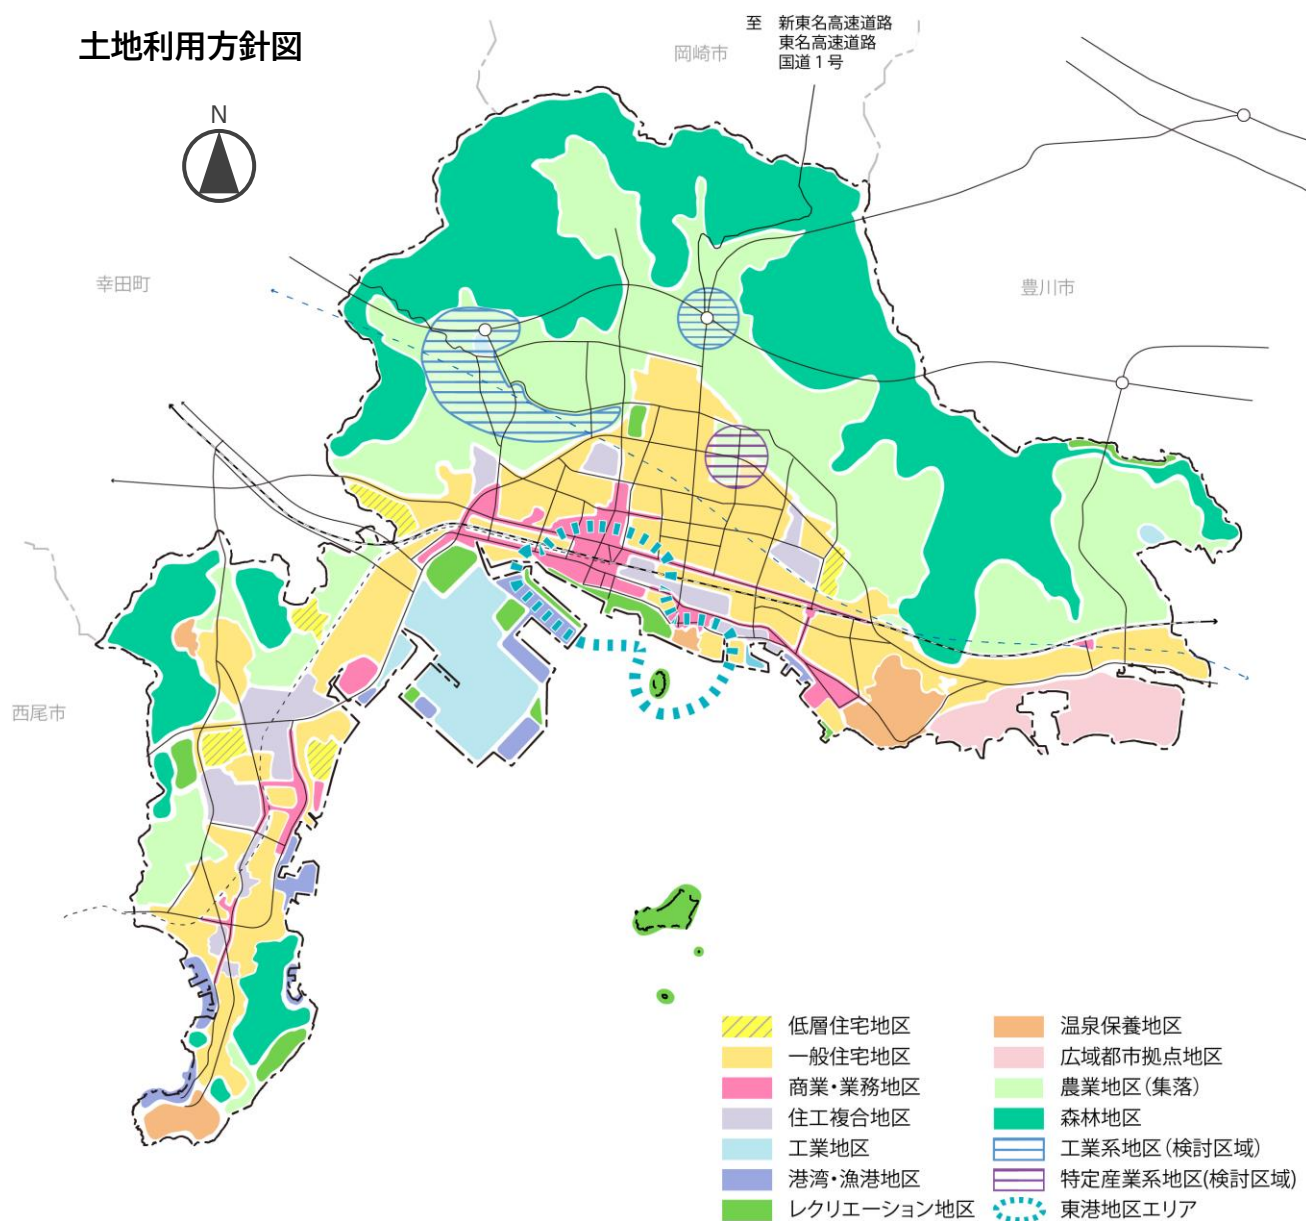 土地利用方針図
N
至 新東名高速道路
東名高速道路
国道1号
岡崎市
幸田町
豊川市
西尾市
低層住宅地区
一般住宅地区
商業・業務地区
住工複合地区
工業地区
港湾・漁港地区
レクリエーション地区
温泉保養地区
広域都市拠点地区
農業地区(集落)
森林地区
工業系地区(検討区域)
特定産業系地区(検討区域)
東港地区エリア